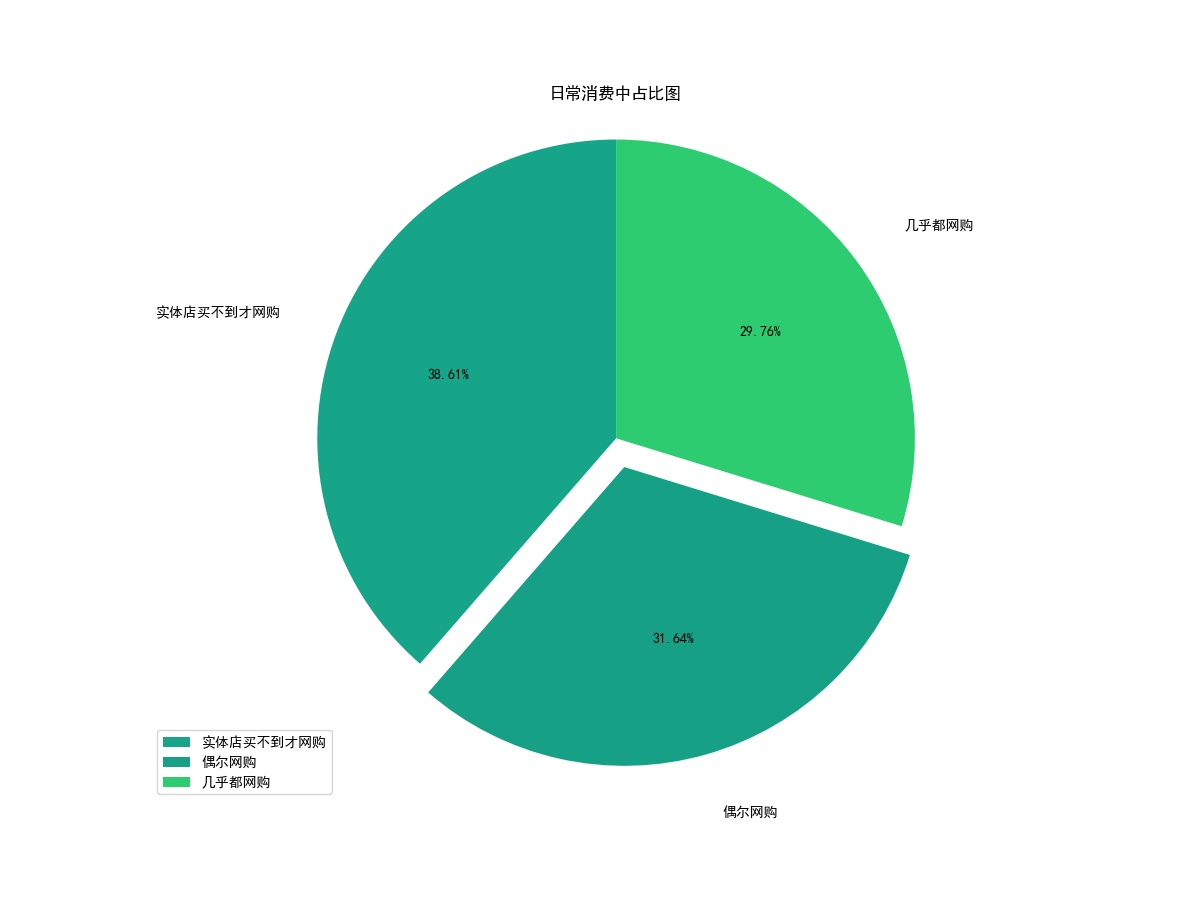 日常消费中占比图
几乎都网购
实体店买不到才网购
29.76%
38.61%
31.64%
实体店买不到才网购
偶尔网购
几乎都网购
偶尔网购